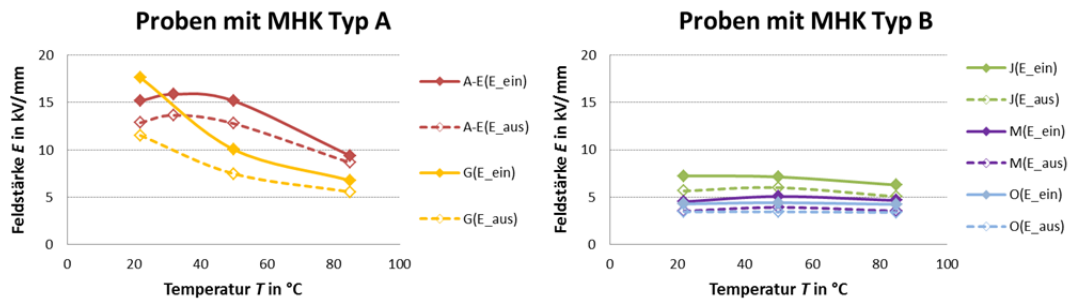 Proben mit MHK Typ A
Feldstärke E in kV/mm
20
15
10
5
0
0 20 40 60 80 100
Temperatur T in °C
A-E(E_ein)
A-E(E_aus)
G(E_ein)
G(E_aus)
Proben mit MHK Typ B
Feldstärke E in kV/mm
20
15
10
5
0
0 20 40 60 80 100
Temperatur T in °C
J(E_ein)
J(E_aus)
M(E_ein)
M(E_aus)
O(E_ein)
O(E_aus)